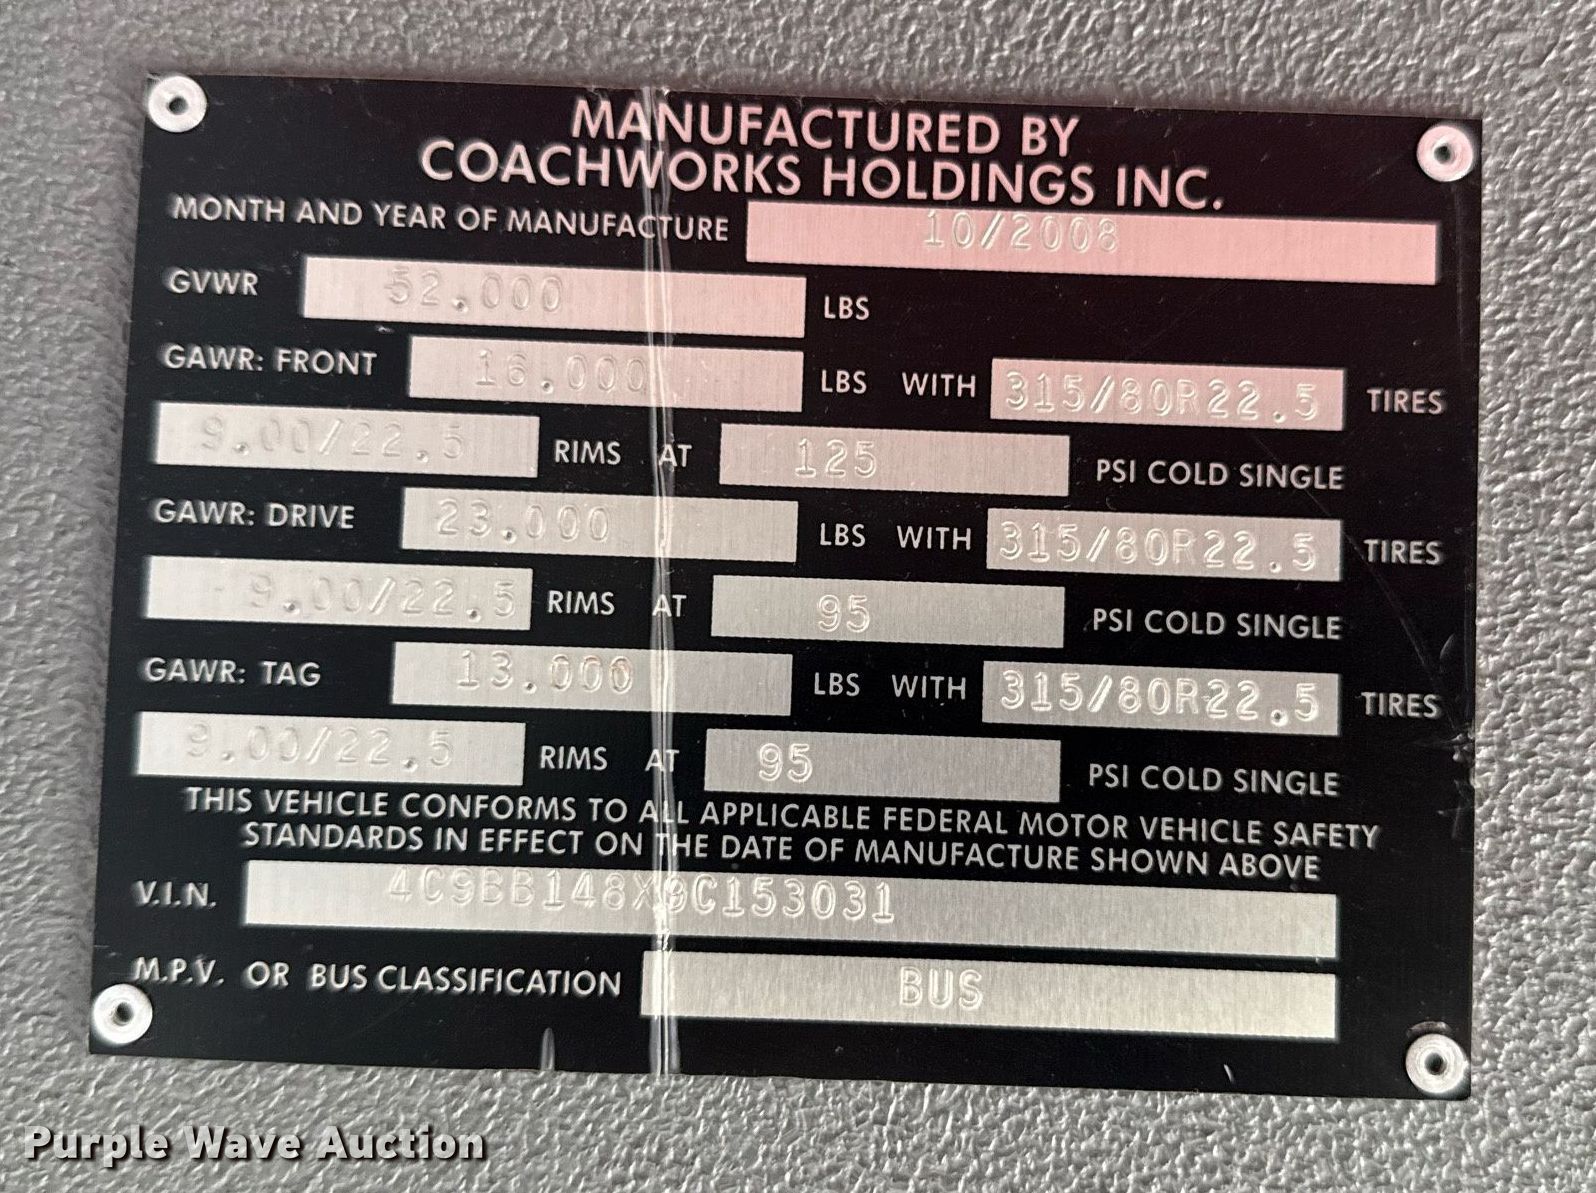 MANUFACTURED BY
COACHWORKS HOLDINGS INC.
MONTH AND YEAR OF MANUFACTURE 10/2008
GVWR 52.000 LBS
GAWR: FRONT 16.000 LBS WITH 315/80R22.5 TIRES
9.00/22.5 RIMS AT 125 PSI COLD SINGLE
GAWR: DRIVE 23.000 LBS WITH 315/80R22.5 TIRES
9.00/22.5 RIMS AT 95 PSI COLD SINGLE
GAWR: TAG 13.000 LBS WITH 315/80R22.5 TIRES
9.00/22.5 RIMS AT 95 PSI COLD SINGLE
THIS VEHICLE CONFORMS TO ALL APPLICABLE FEDERAL MOTOR VEHICLE SAFETY
STANDARDS IN EFFECT ON THE DATE OF MANUFACTURE SHOWN ABOVE
V.I.N. 4C9BB148X9C153031
M.P.V. OR BUS CLASSIFICATION BUS
Purple Wave Auction